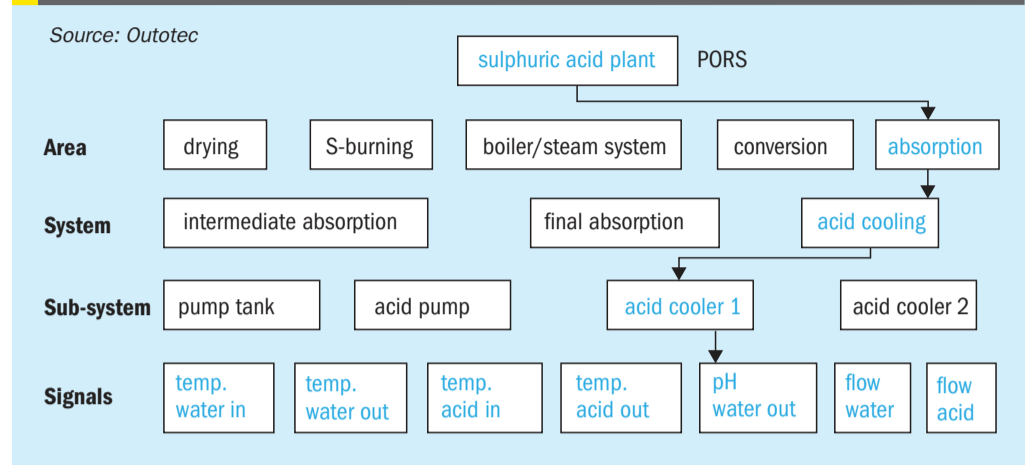 Source: Outotec
sulphuric acid plant PORS
Area drying S-burning boiler/steam system conversion absorption
System intermediate absorption final absorption acid cooling
Sub-system pump tank acid pump acid cooler 1 acid cooler 2
Signals
temp.
water in
temp.
water out
temp.
acid in
temp.
acid out
pH
water out
flow
water
flow
acid